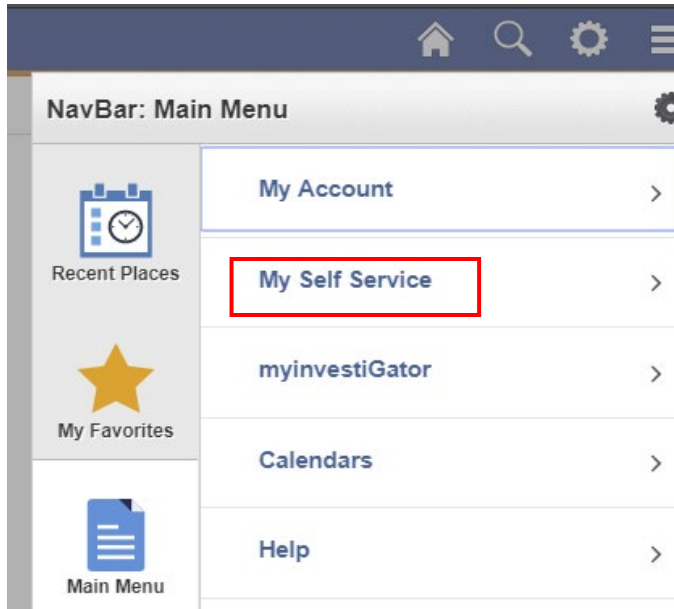 NavBar: Main Menu
Recent Places
My Favorites
Main Menu
My Account
My Self Service
myinvestiGator
Calendars
Help